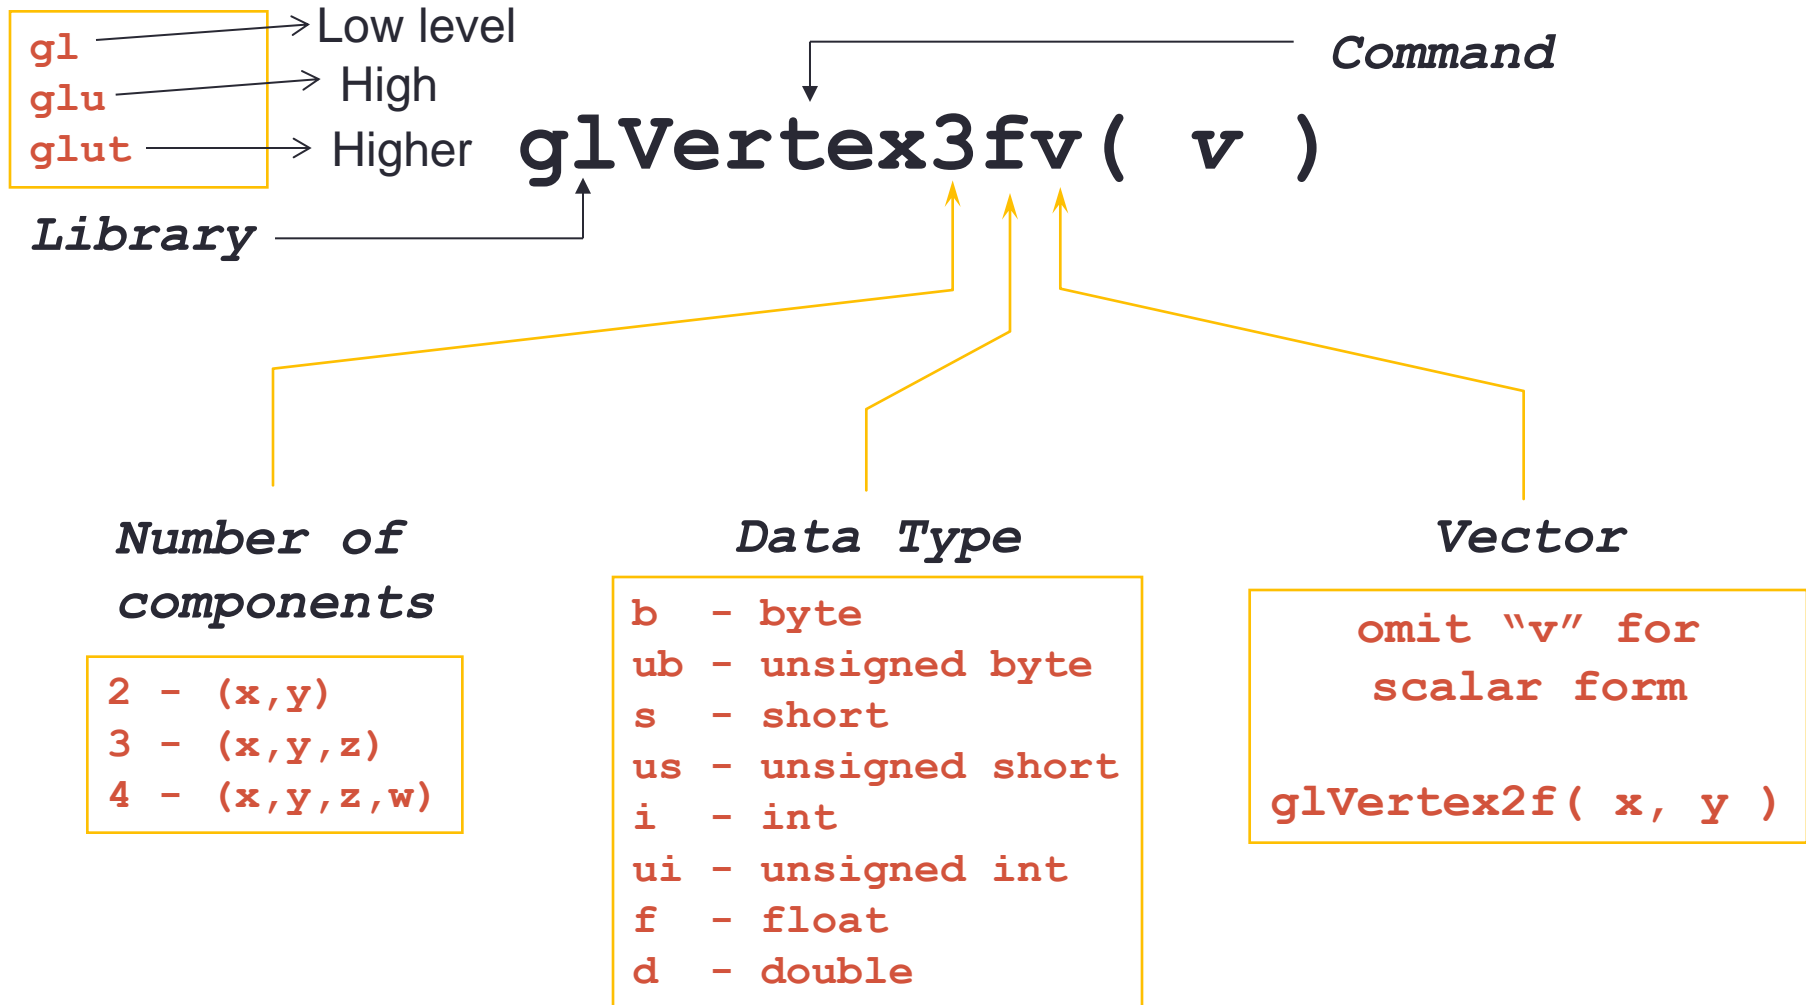 gl
Low level
glu
High
glut
Higher
Library
Command
glVertex3fv( v )
Number of
components
2 - (x,y)
3 - (x,y,z)
4 - (x,y,z,w)
Data Type
b - byte
ub - unsigned byte
s - short
us - unsigned short
i - int
ui - unsigned int
f - float
d - double
Vector
omit “v” for
scalar form
glVertex2f( x, y )